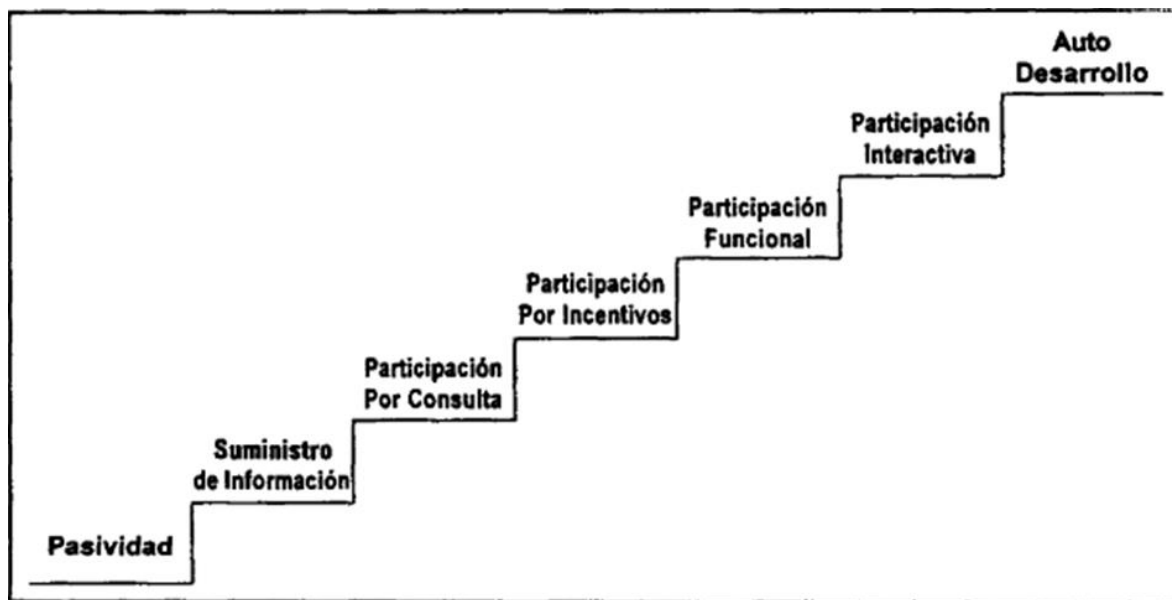 Auto
Desarrollo
Participación
Interactiva
Participación
Funcional
Participación
Por Incentivos
Participación
Por Consulta
Suministro
de Información
Pasividad